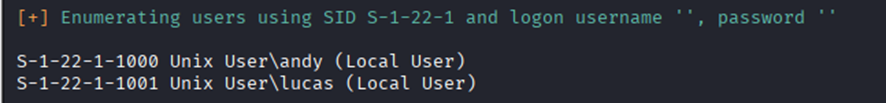 [+] Enumerating users using SID S-1-22-1 and logon username '', password ''
S-1-22-1-1000 Unix User\andy (Local User)
S-1-22-1-1001 Unix User\lucas (Local User)